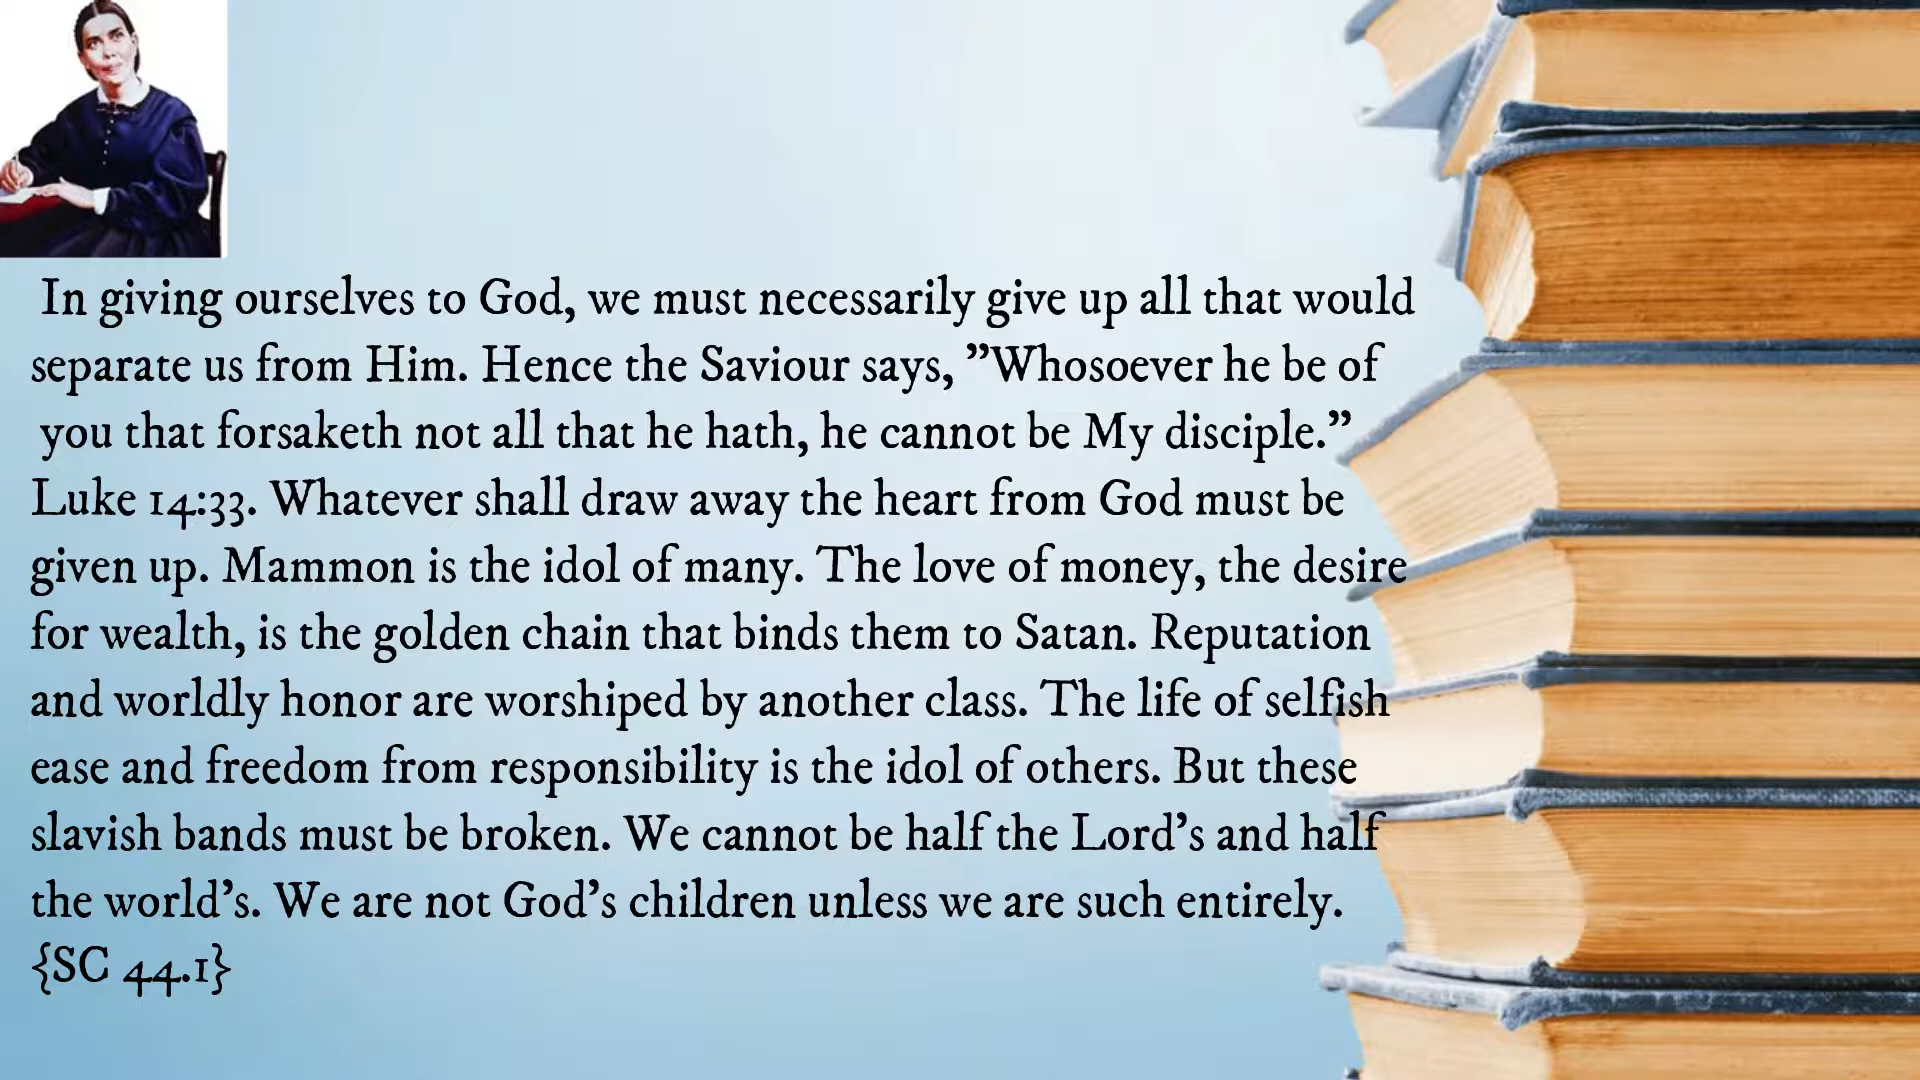 In giving ourselves to God, we must necessarily give up all that would
separate us from Him. Hence the Saviour says, ”Whosoever he be of
you that forsaketh not all that he hath, he cannot be My disciple.”
Luke 14:33. Whatever shall draw away the heart from God must be
given up. Mammon is the idol of many. The love of money, the desire
for wealth, is the golden chain that binds them to Satan. Reputation
and worldly honor are worshiped by another class. The life of selfish
ease and freedom from responsibility is the idol of others. But these
slavish bands must be broken. We cannot be half the Lord’s and half
the world’s. We are not God’s children unless we are such entirely.
{SC 44.1}